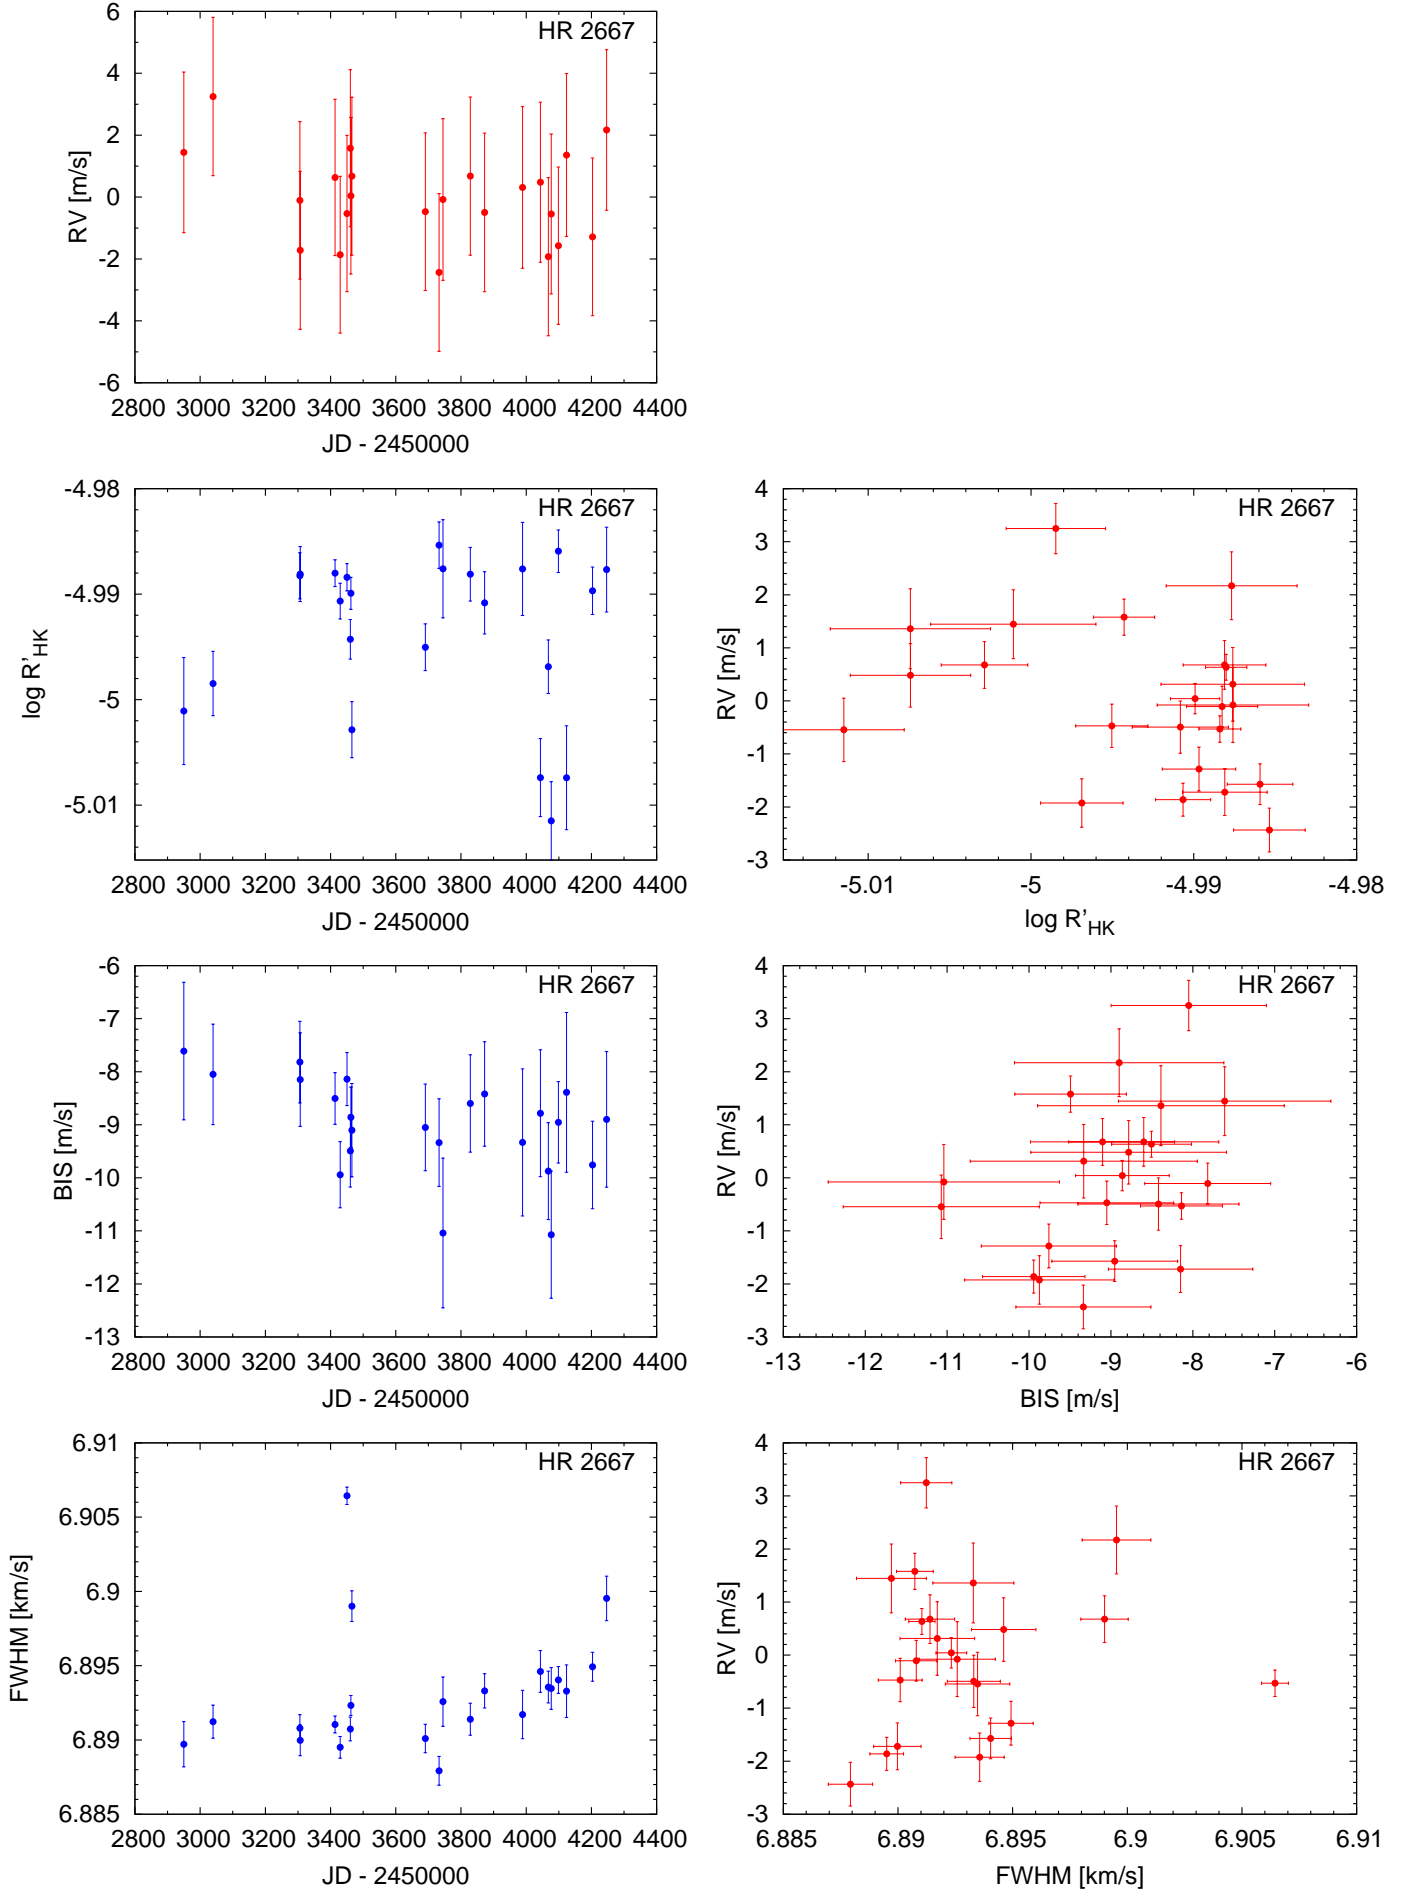 HR 2667
RV [m/s]
6
4
2
0
-2
-4
-6
2800 3000 3200 3400 3600 3800 4000 4200 4400
JD - 2450000
HR 2667
log R'HK
-4.98
-4.99
-5
-5.01
2800 3000 3200 3400 3600 3800 4000 4200 4400
JD - 2450000
HR 2667
RV [m/s]
4
3
2
1
0
-1
-2
-3
-5.01 -5 -4.99 -4.98
log R'HK
HR 2667
BIS [m/s]
-6
-7
-8
-9
-10
-11
-12
-13
2800 3000 3200 3400 3600 3800 4000 4200 4400
JD - 2450000
HR 2667
RV [m/s]
4
3
2
1
0
-1
-2
-3
-13 -12 -11 -10 -9 -8 -7 -6
BIS [m/s]
HR 2667
FWHM [km/s]
6.91
6.905
6.9
6.895
6.89
6.885
2800 3000 3200 3400 3600 3800 4000 4200 4400
JD - 2450000
HR 2667
RV [m/s]
4
3
2
1
0
-1
-2
-3
6.885 6.89 6.895 6.9 6.905 6.91
FWHM [km/s]